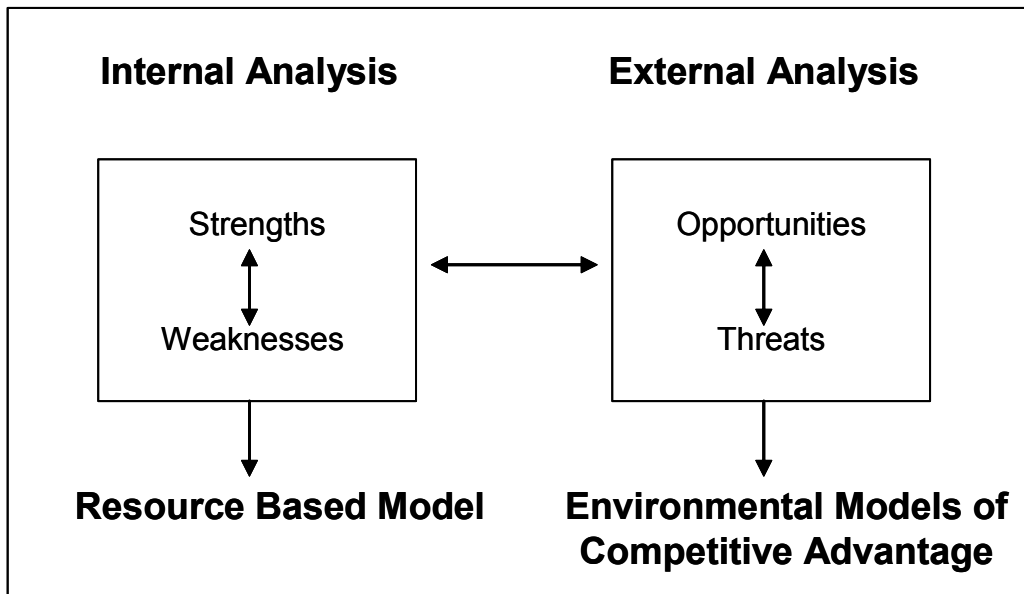 Internal Analysis
External Analysis
Strengths
Weaknesses
Opportunities
Threats
Resource Based Model
Environmental Models of
Competitive Advantage